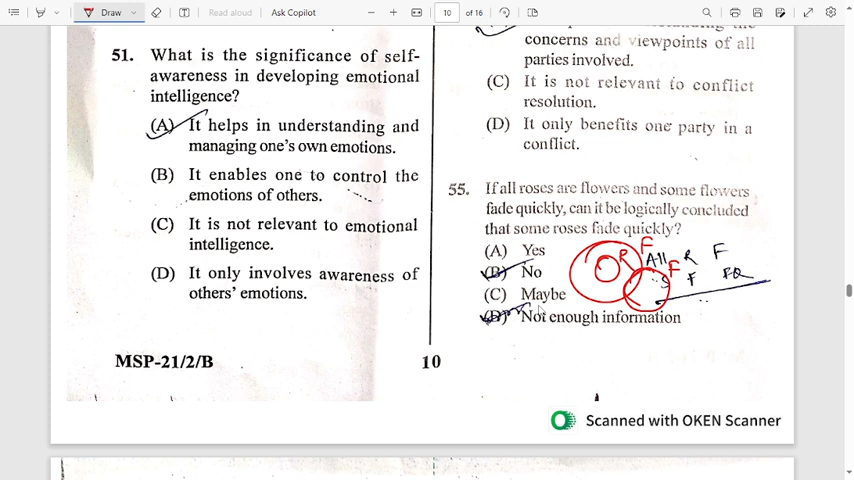 Draw
Read aloud
Ask Copilot
10
of 16
51. What is the significance of self-
awareness in developing emotional
intelligence?
(A) It helps in understanding and
managing one's own emotions.
(B) It enables one to control the
emotions of others.
(C) It is not relevant to emotional
intelligence.
(D) It only involves awareness of
others' emotions.
MSP-21/2/B
10
concerns and viewpoints of all
parties involved.
(C) It is not relevant to conflict
resolution.
(D) It only benefits one party in a
conflict.
55. If all roses are flowers and some flowers
fade quickly, can it be logically concluded
that some roses fade quickly?
(A) Yes
(B) No
(C) Maybe
(D) Not enough information
F
R
F
All R F
S F FQ
Scanned with OKEN Scanner